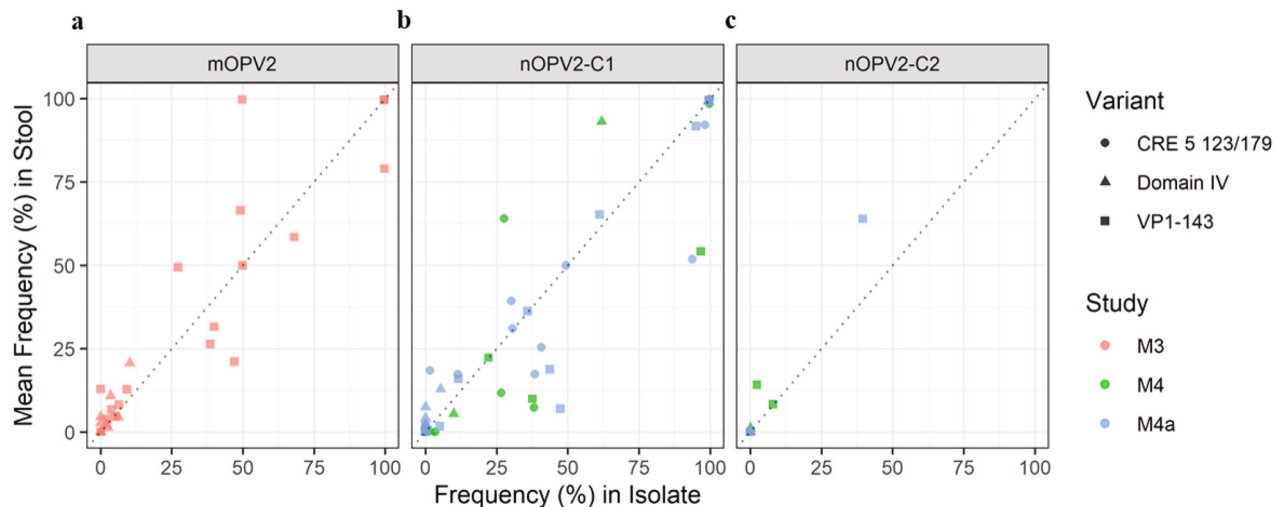 a b c
mOPV2 nOPV2-C1 nOPV2-C2
Mean Frequency (%) in Stool
100
75
50
25
0
0 25 50 75 100 0 25 50 75 100 0 25 50 75 100
Frequency (%) in Isolate
Variant
CRE 5 123/179
Domain IV
VP1-143
Study
M3
M4
M4a